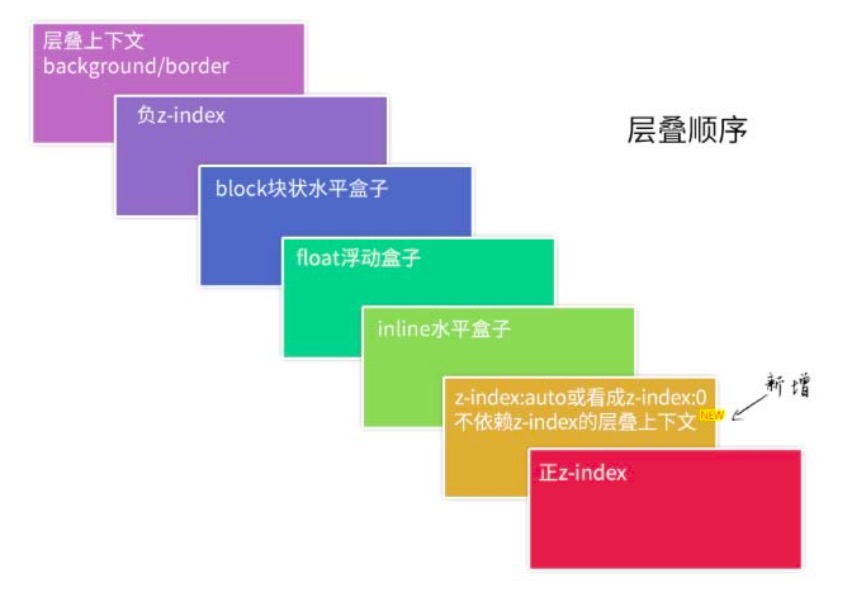 层叠上下文
background/border
负z-index
层叠顺序
block块状水平盒子
float浮动盒子
inline水平盒子
新增
z-index:auto或看成z-index:0
不依赖z-index的层叠上下文
NEW
正z-index